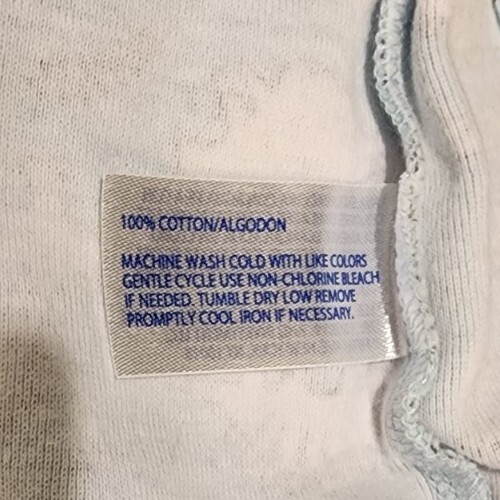 100% COTTON/ALGODON
MACHINE WASH COLD WITH LIKE COLORS
GENTLE CYCLE USE NON-CHLORINE BLEACH
IF NEEDED. TUMBLE DRY LOW REMOVE
PROMPTLY COOL IRON IF NECESSARY.